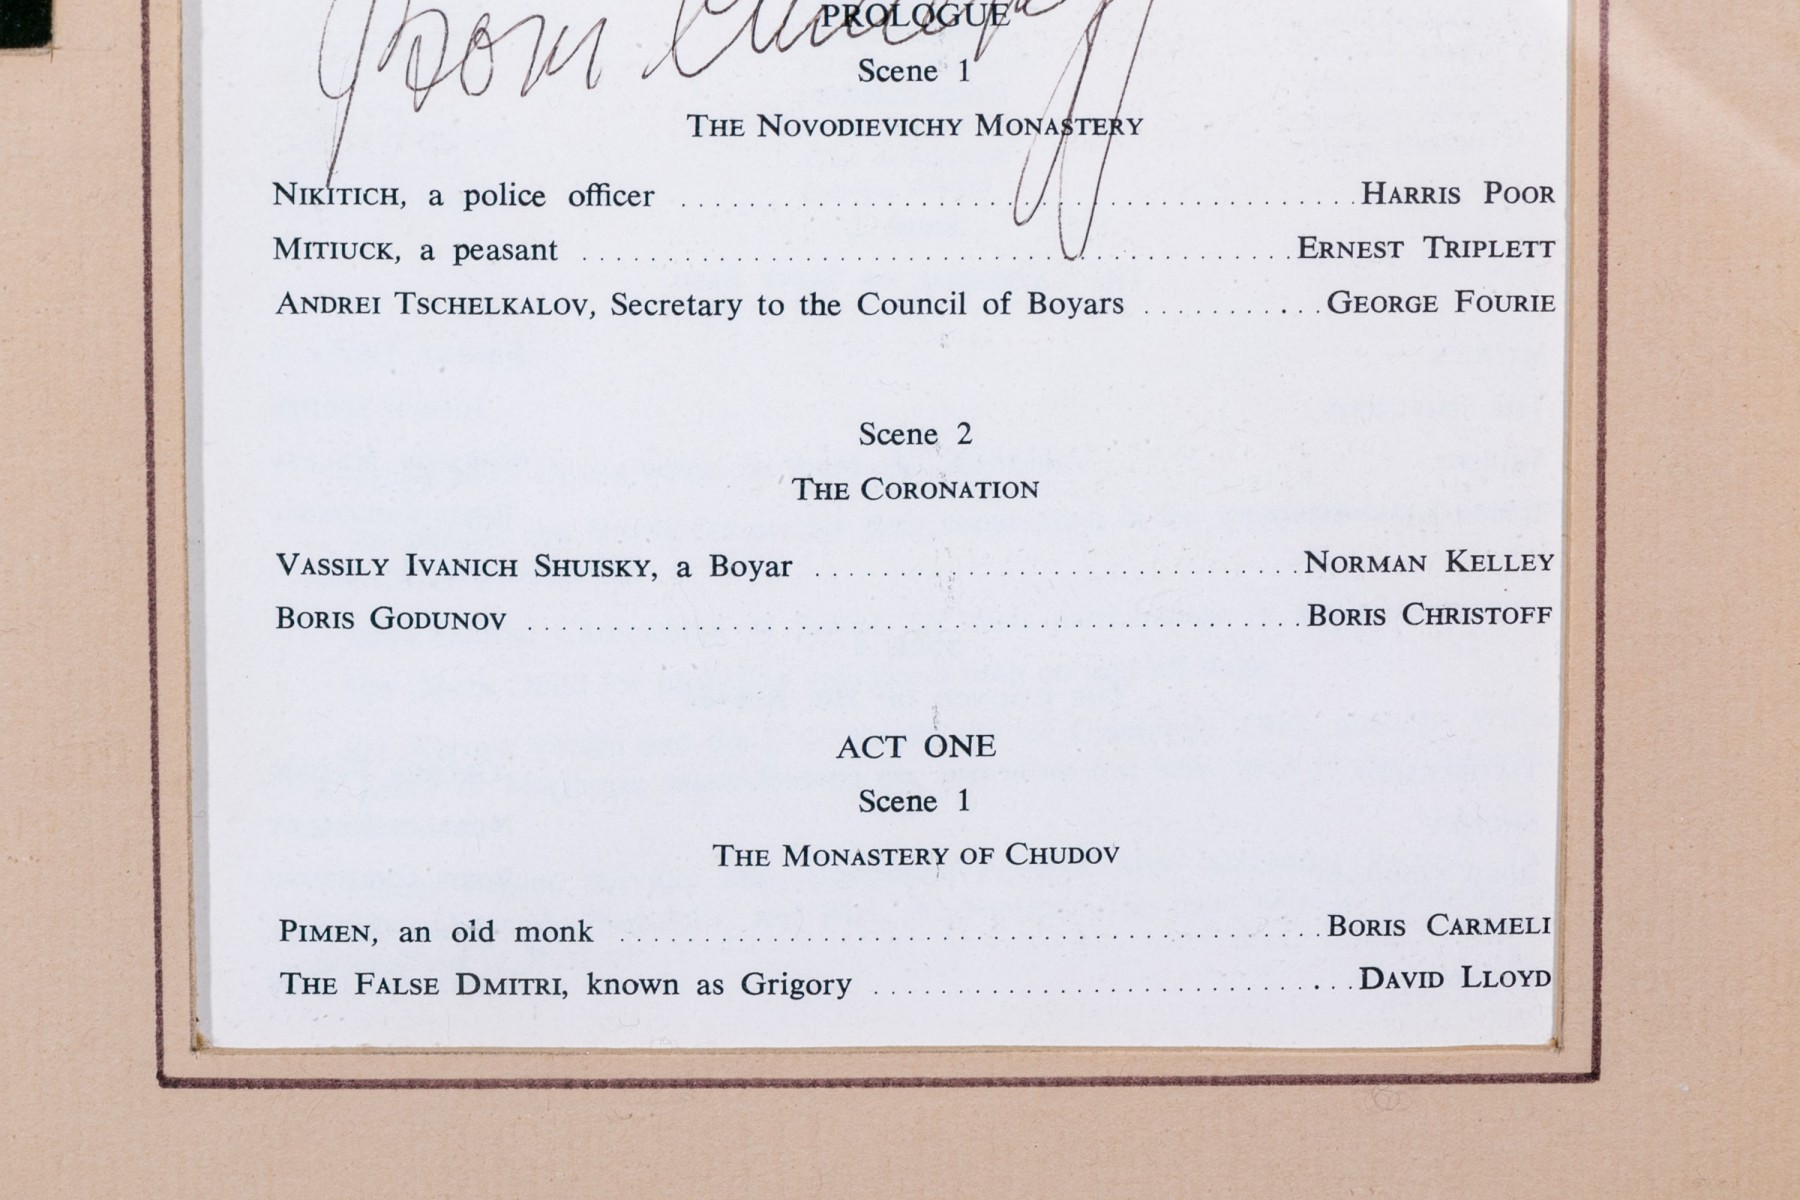 PROLOGUE
Scene 1
THE NOVODIEVICHY MONASTERY
NIKITICH, a police officer ........................................ HARRIS POOR
MITIUCK, a peasant .......................................... ERNEST TRIPLETT
ANDREI TSCHELKALOV, Secretary to the Council of Boyars ........... GEORGE FOURIE
Scene 2
THE CORONATION
VASSILY IVANICH SHUISKY, a Boyar ............................. NORMAN KELLEY
BORIS GODUNOV .............................................. BORIS CHRISTOFF
ACT ONE
Scene 1
THE MONASTERY OF CHUDOV
PIMEN, an old monk .......................................... BORIS CARMELI
THE FALSE DMITRI, known as Grigory ............................ DAVID LLOYD